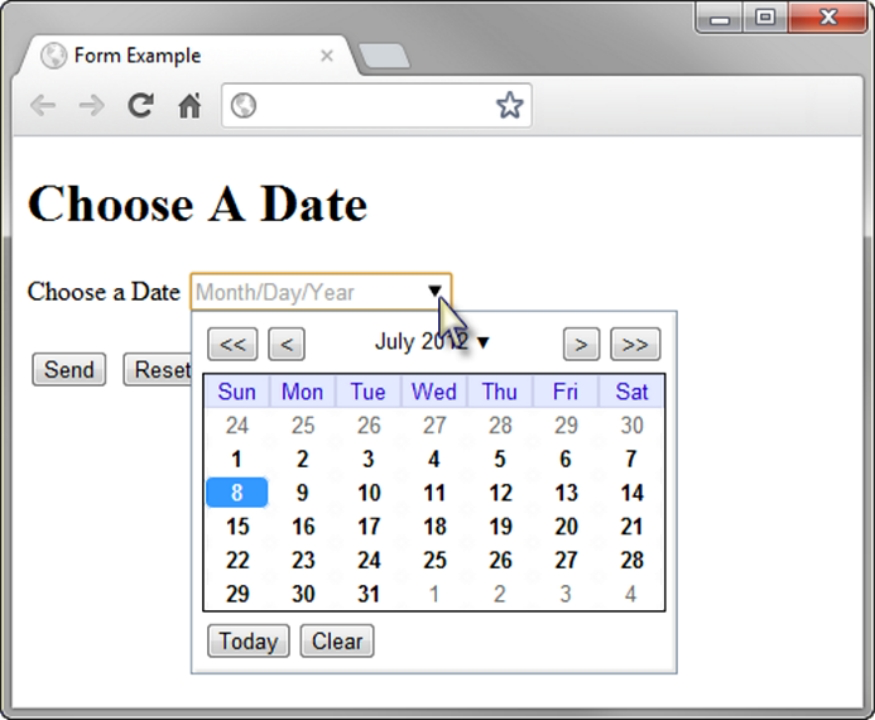 Form Example
Choose A Date
Choose a Date Month/Day/Year
<< < July 2012 > >>
Send Reset
Sun Mon Tue Wed Thu Fri Sat
24 25 26 27 28 29 30
1 2 3 4 5 6 7
8 9 10 11 12 13 14
15 16 17 18 19 20 21
22 23 24 25 26 27 28
29 30 31 1 2 3 4
Today Clear